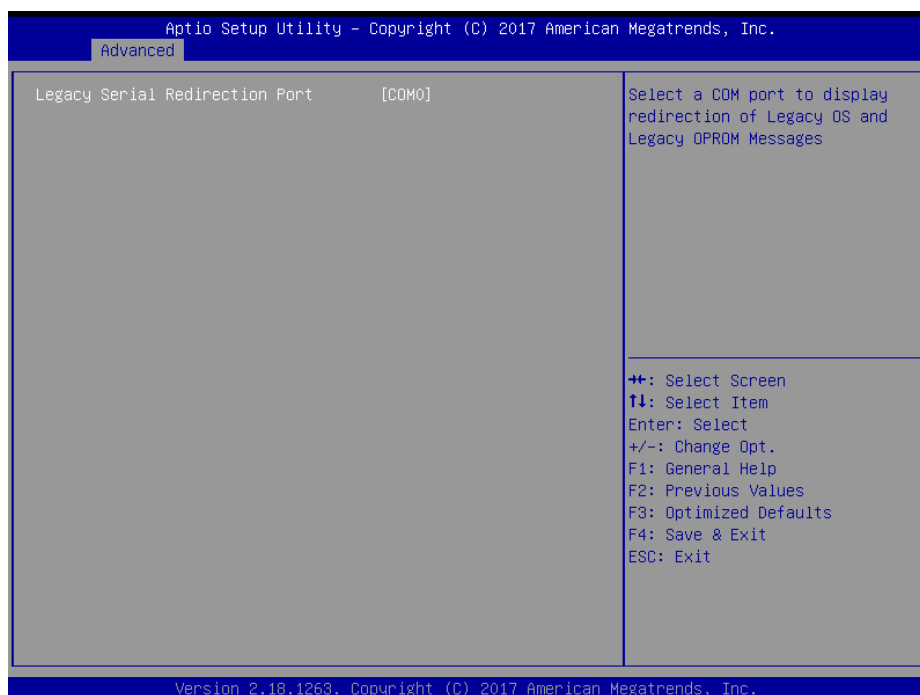 Aptio Setup Utility – Copyright (C) 2017 American Megatrends, Inc.
Advanced
Legacy Serial Redirection Port [COM0]
Select a COM port to display
redirection of Legacy OS and
Legacy OPROM Messages
→←: Select Screen
↑↓: Select Item
Enter: Select
+/-: Change Opt.
F1: General Help
F2: Previous Values
F3: Optimized Defaults
F4: Save & Exit
ESC: Exit
Version 2.18.1263. Copyright (C) 2017 American Megatrends, Inc.